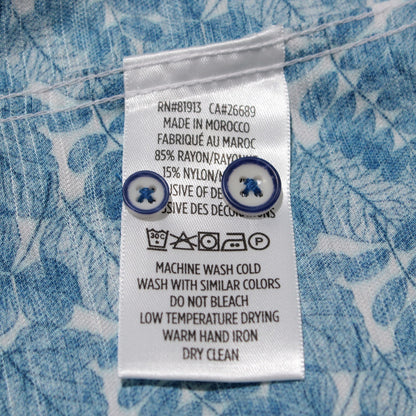 RN#81913 CA#26689
MADE IN MOROCCO
FABRIQUÉ AU MAROC
85% RAYON/RAYON
15% NYLON/
USIVE OF DE
USIVE DES DÉCORATIONS
30C P
MACHINE WASH COLD
WASH WITH SIMILAR COLORS
DO NOT BLEACH
LOW TEMPERATURE DRYING
WARM HAND IRON
DRY CLEAN